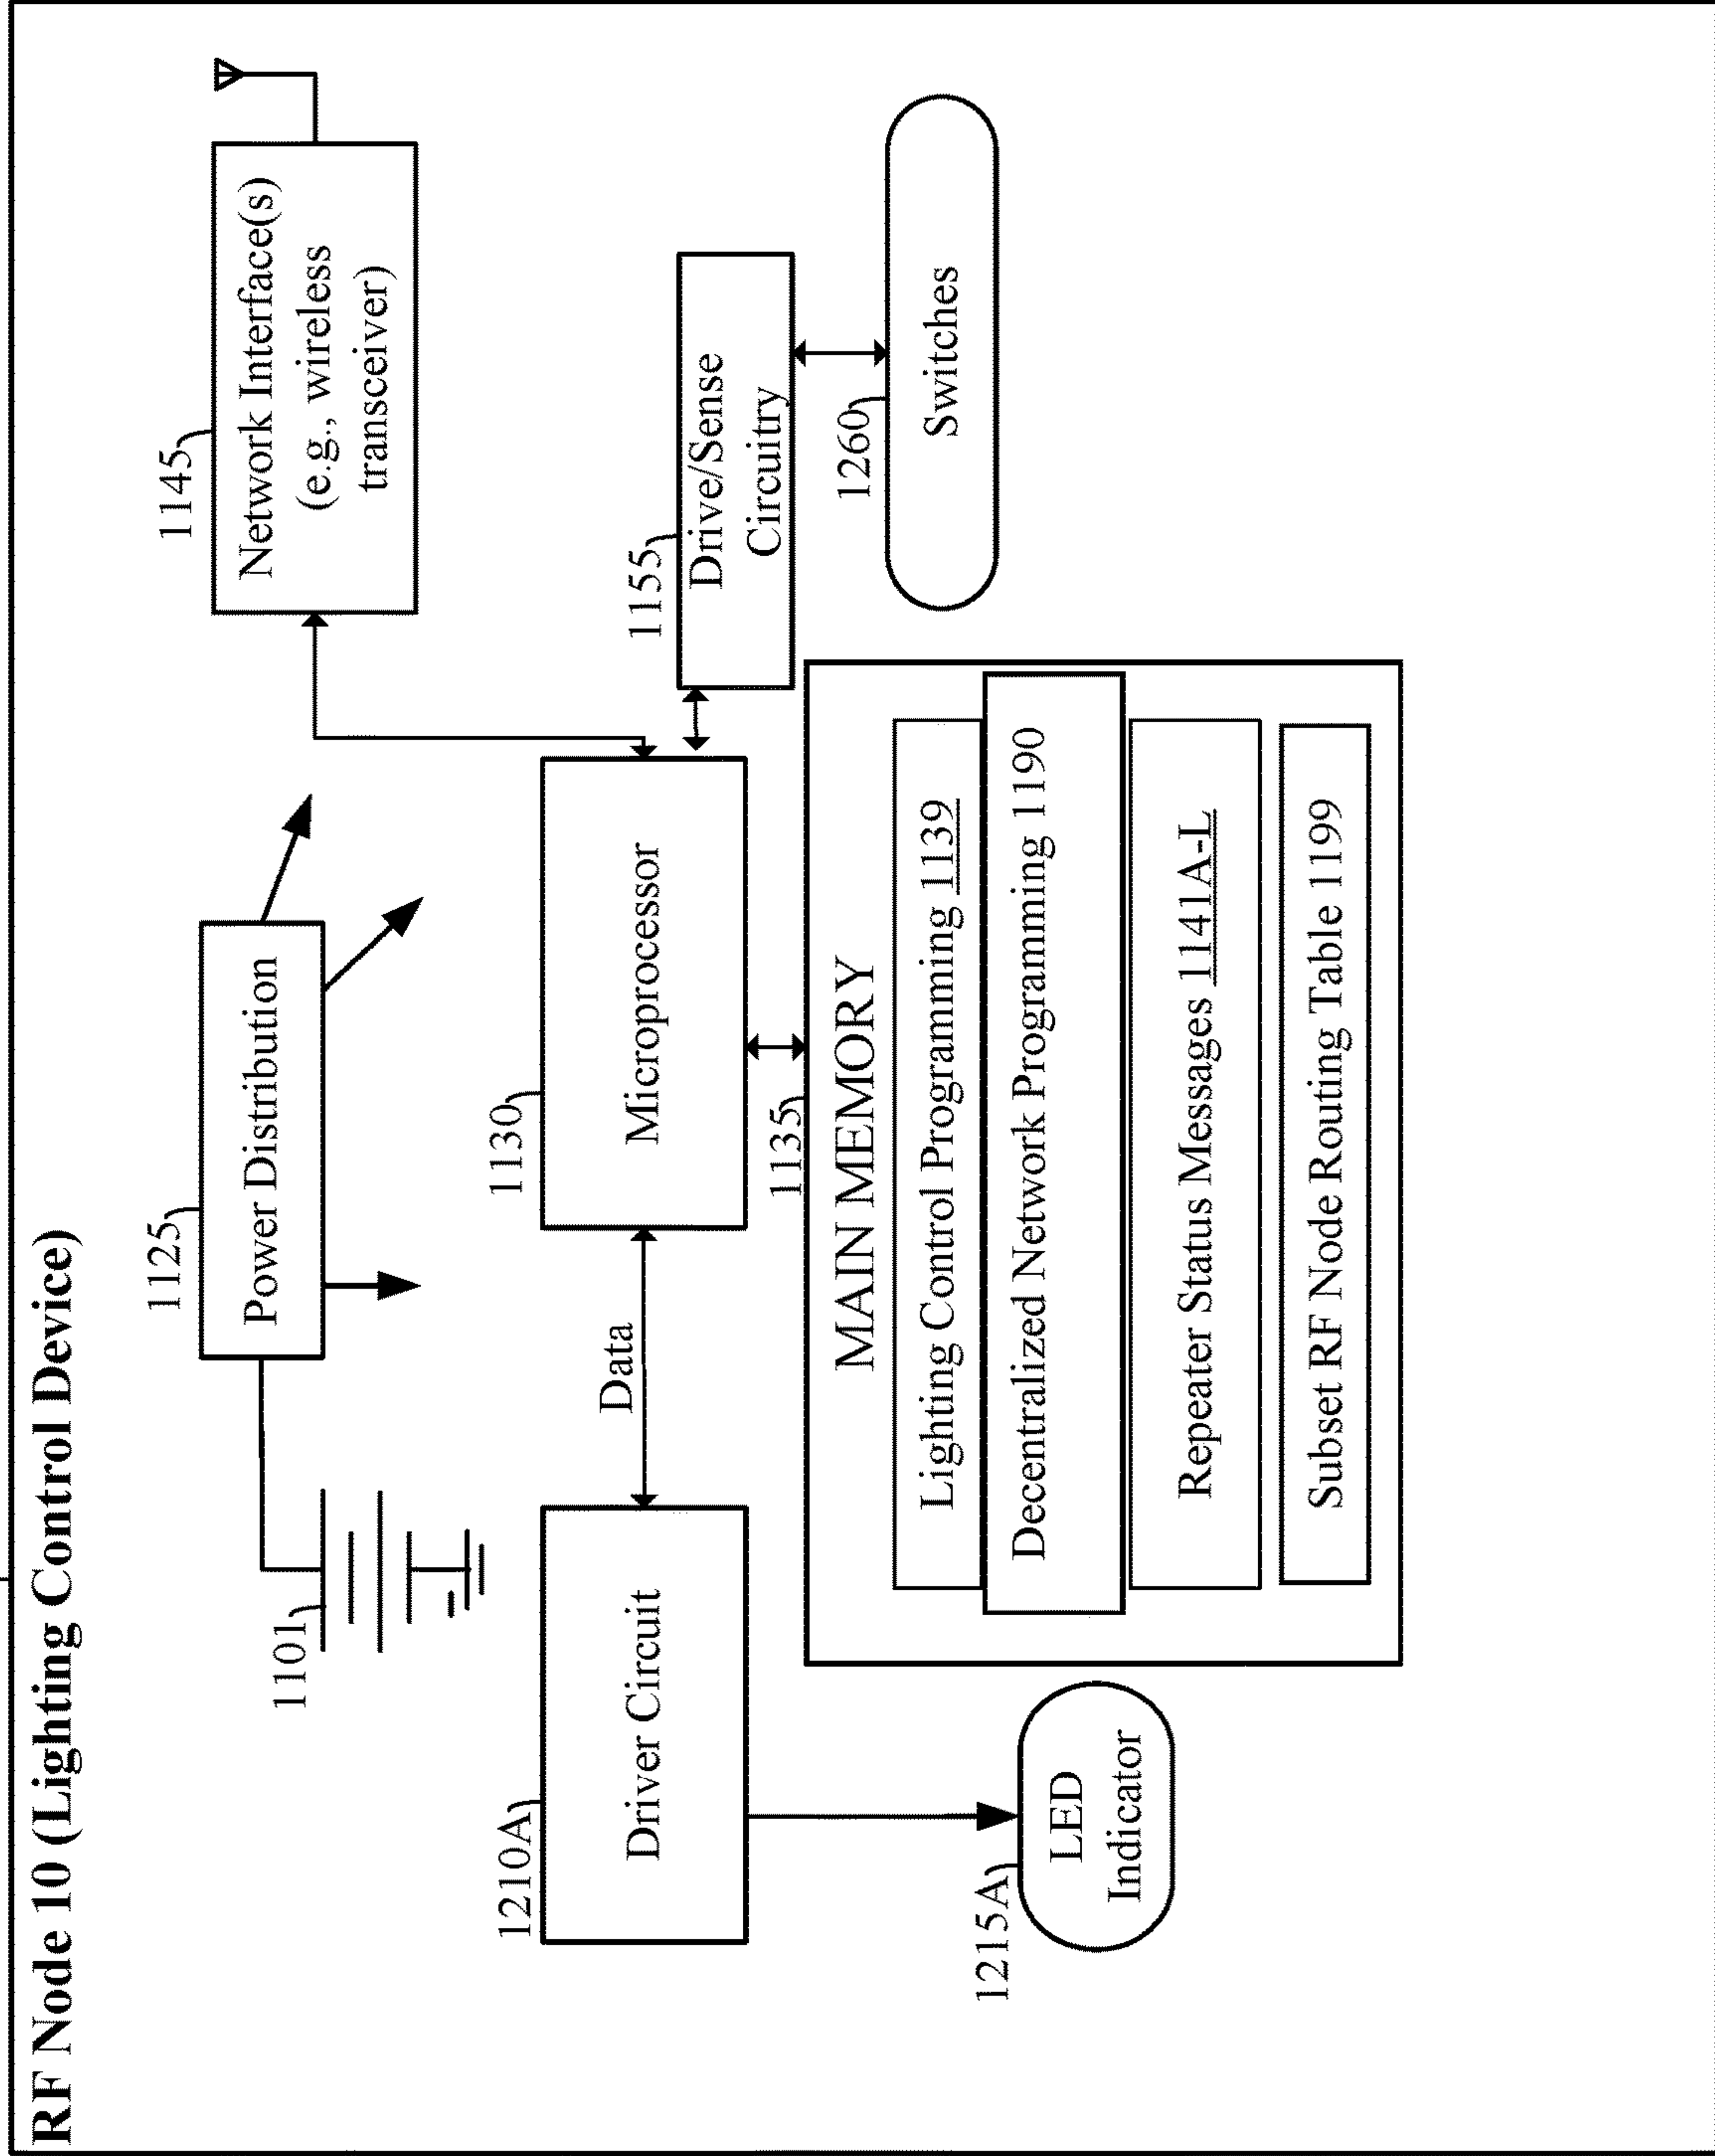 RF Node 10 (Lighting Control Device)
1101
1125
Power Distribution
1145
Network Interface(s)
(e.g., wireless
transceiver)
1210A
Driver Circuit
Data
1130
Microprocessor
1155
Drive/Sense
Circuitry
1260
Switches
1215A
LED
Indicator
1135
MAIN MEMORY
Lighting Control Programming 1139
Decentralized Network Programming 1190
Repeater Status Messages 1141A-L
Subset RF Node Routing Table 1199